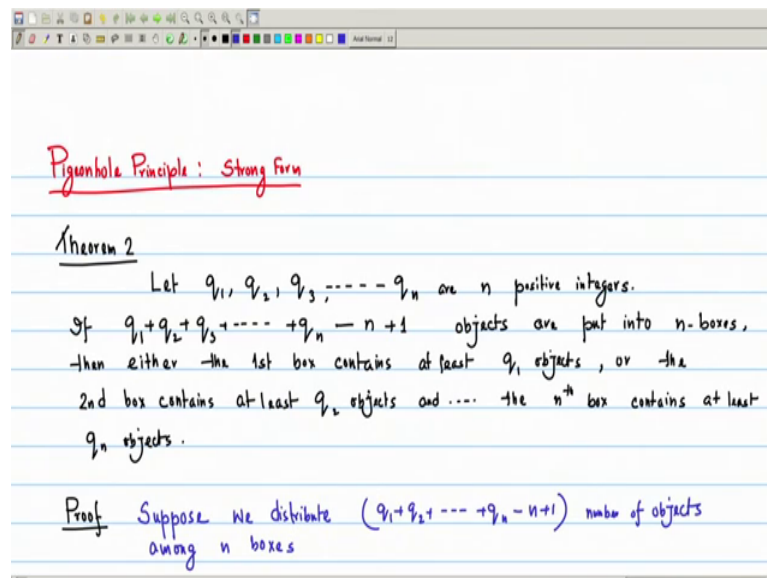 Arial Normal 12
Pigeonhole Principle : Strong Form
Theorem 2
Let q₁, q₂, q₃, ----- qₙ are n positive integers.
If q₁+q₂+q₃+---- +qₙ — n+1 objects are put into n-boxes,
then either the 1st box contains at least q₁ objects, or the
2nd box contains at least q₂ objects and .... the nᵗʰ box contains at least
qₙ objects.
Proof Suppose we distribute (q₁+q₂+ --- +qₙ - n+1) number of objects
among n boxes